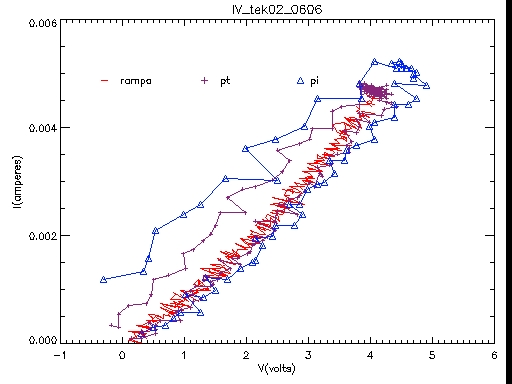 IV_tek02_0606
0.006
rampa pt pi
0.004
I(amperes)
0.002
0.000
-1 0 1 2 3 4 5 6
V(volts)